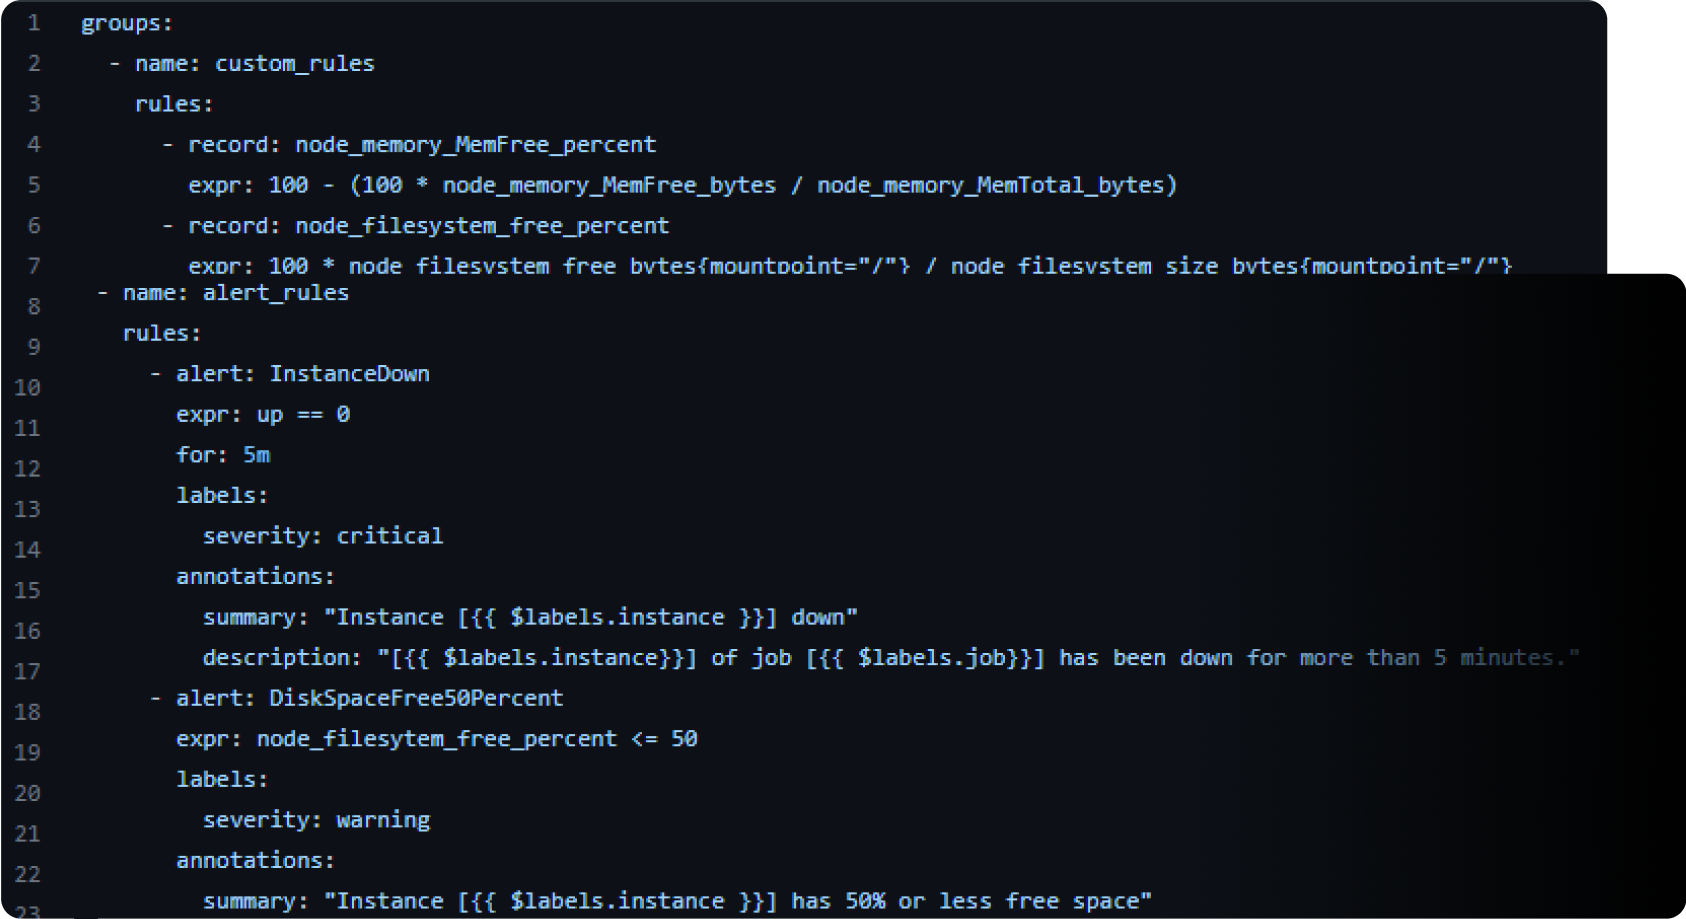 1 groups:
2   - name: custom_rules
3     rules:
4       - record: node_memory_MemFree_percent
5         expr: 100 - (100 * node_memory_MemFree_bytes / node_memory_MemTotal_bytes)
6       - record: node_filesystem_free_percent
7         expr: 100 * node_filesystem_free_bytes{mountpoint="/"} / node_filesystem_size_bytes{mountpoint="/"}
8   - name: alert_rules
9     rules:
10      - alert: InstanceDown
11        expr: up == 0
12        for: 5m
13        labels:
14          severity: critical
15        annotations:
16          summary: "Instance [{{ $labels.instance }}] down"
17          description: "[{{ $labels.instance}}] of job [{{ $labels.job}}] has been down for more than 5 minutes."
18      - alert: DiskSpaceFree50Percent
19        expr: node_filesytem_free_percent <= 50
20        labels:
21          severity: warning
22        annotations:
23          summary: "Instance [{{ $labels.instance }}] has 50% or less free space"